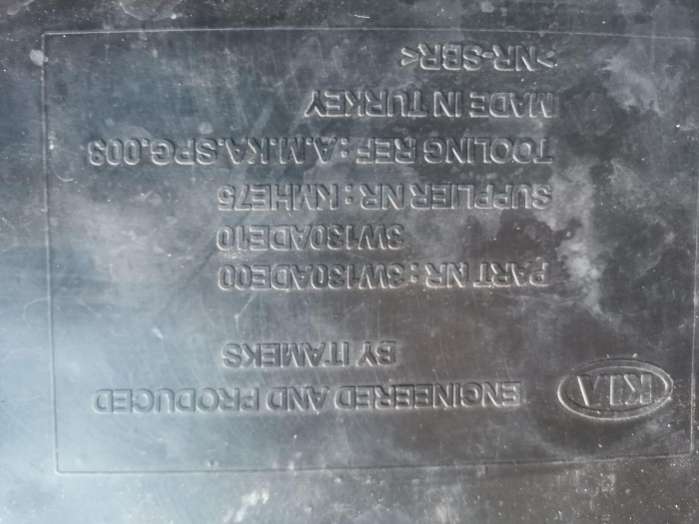 KIA
ENGINEERED AND PRODUCED
BY ITAMEKS
PART NR : 3W130ADE00
3W130ADE10
SUPPLIER NR : KMHE75
TOOLING REF : A.M.KA.SPG.003
MADE IN TURKEY
>NR-SBR<